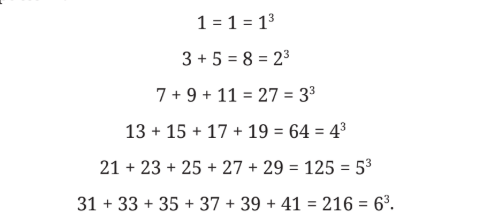 1 = 1 = 1³
3 + 5 = 8 = 2³
7 + 9 + 11 = 27 = 3³
13 + 15 + 17 + 19 = 64 = 4³
21 + 23 + 25 + 27 + 29 = 125 = 5³
31 + 33 + 35 + 37 + 39 + 41 = 216 = 6³.